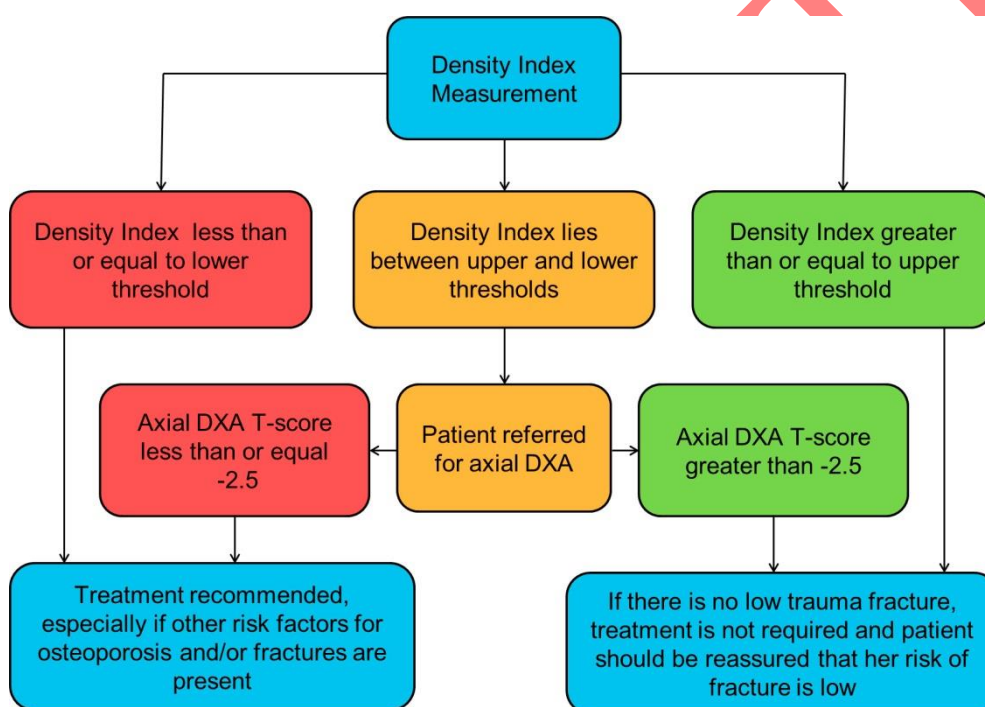 Density Index
Measurement
Density Index less than
or equal to lower
threshold
Density Index lies
between upper and lower
thresholds
Density Index greater
than or equal to upper
threshold
Axial DXA T-score
less than or equal
-2.5
Patient referred
for axial DXA
Axial DXA T-score
greater than -2.5
Treatment recommended,
especially if other risk factors for
osteoporosis and/or fractures are
present
If there is no low trauma fracture,
treatment is not required and patient
should be reassured that her risk of
fracture is low